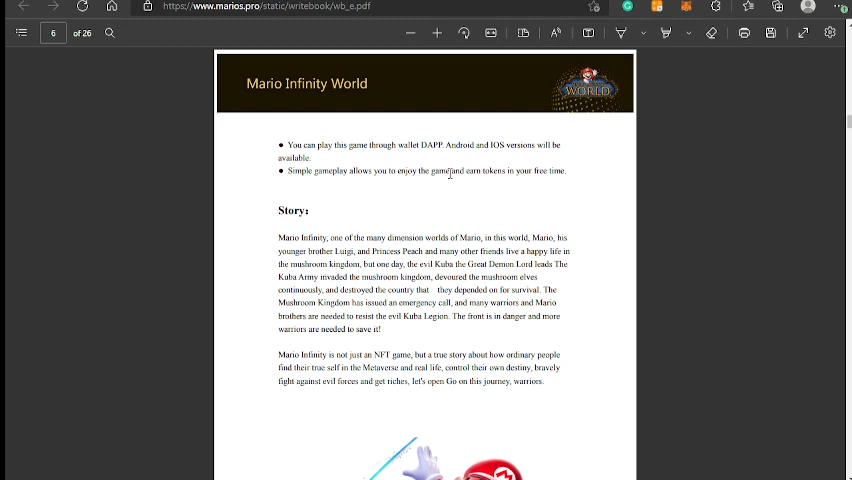 https://www.marios.pro/static/writebook/wb_e.pdf
6 of 26
Mario Infinity World
WORLD
● You can play this game through wallet DAPP. Android and IOS versions will be
available.
● Simple gameplay allows you to enjoy the game and earn tokens in your free time.
Story：
Mario Infinity, one of the many dimension worlds of Mario, in this world, Mario, his
younger brother Luigi, and Princess Peach and many other friends live a happy life in
the mushroom kingdom, but one day, the evil Kuba the Great Demon Lord leads The
Kuba Army invaded the mushroom kingdom, devoured the mushroom elves
continuously, and destroyed the country that they depended on for survival. The
Mushroom Kingdom has issued an emergency call, and many warriors and Mario
brothers are needed to resist the evil Kuba Legion. The front is in danger and more
warriors are needed to save it!
Mario Infinity is not just an NFT game, but a true story about how ordinary people
find their true self in the Metaverse and real life, control their own destiny, bravely
fight against evil forces and get riches, let's open Go on this journey, warriors.